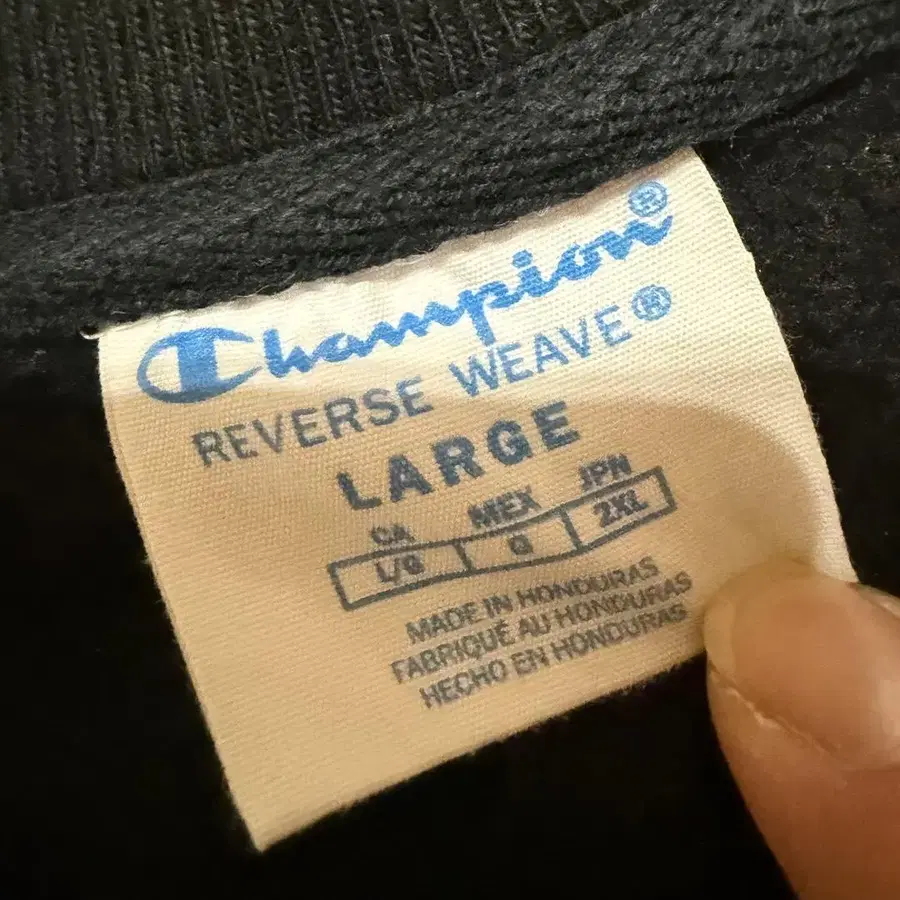 Champion®
REVERSE WEAVE®
LARGE
CA MEX JPN
L/G G 2XL
MADE IN HONDURAS
FABRIQUÉ AU HONDURAS
HECHO EN HONDURAS